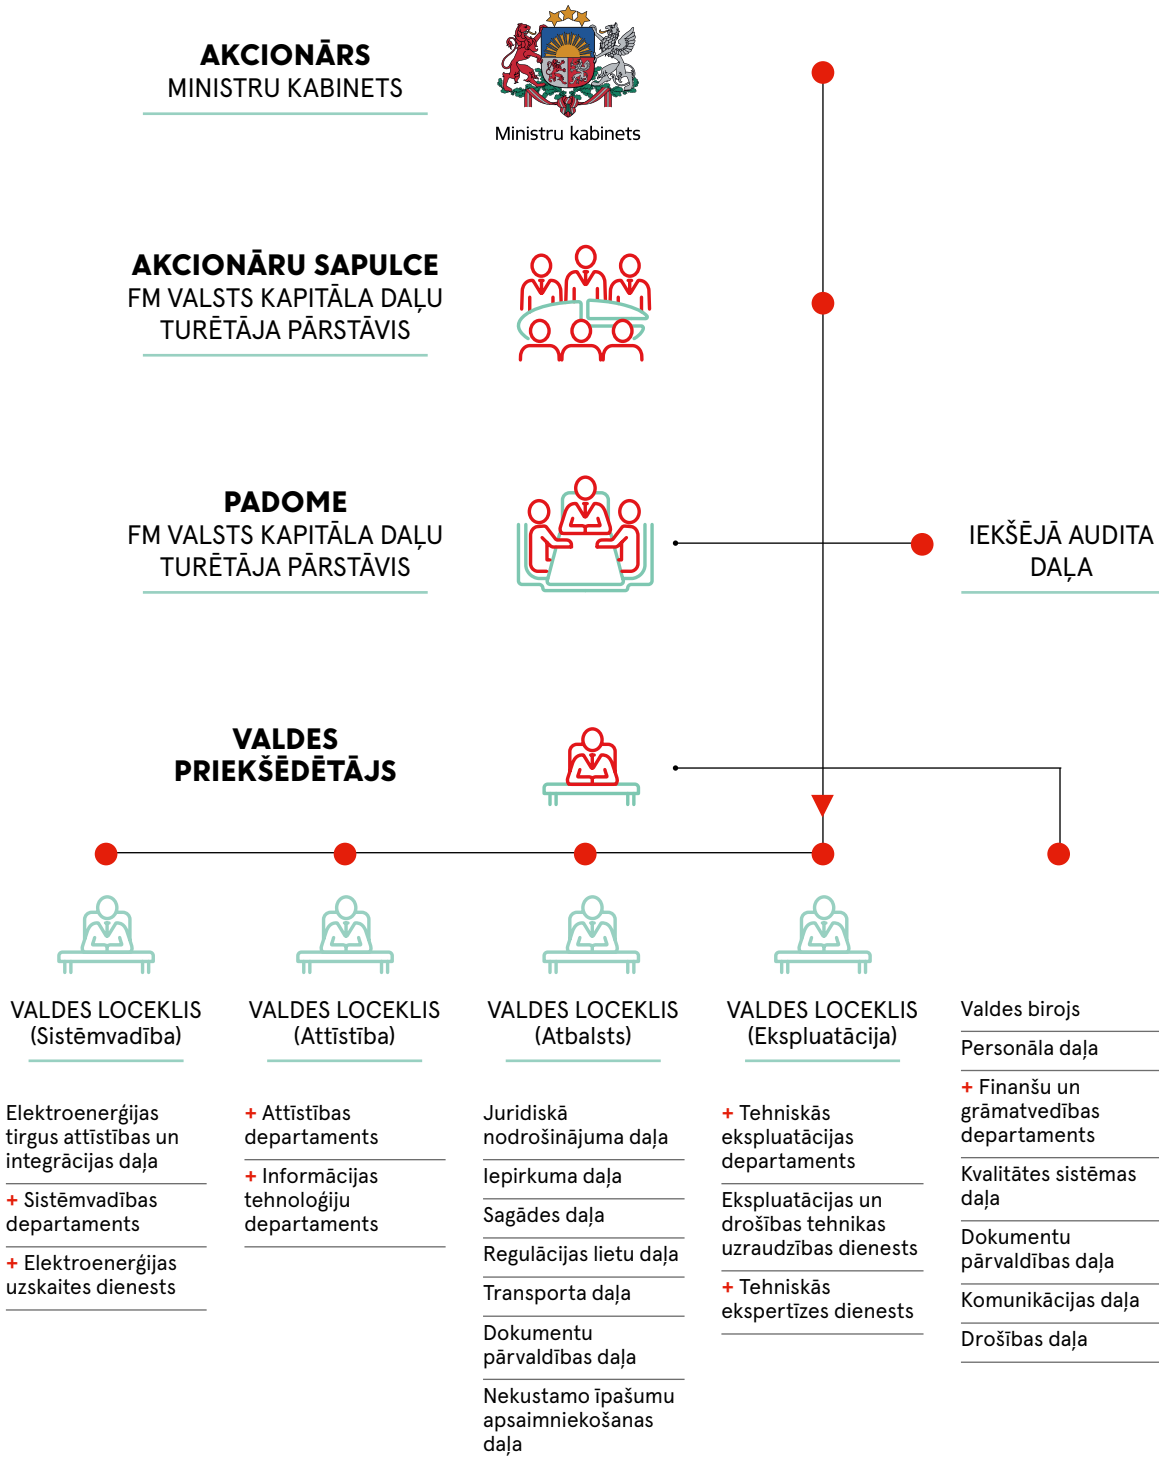 AKCIONĀRS
MINISTRU KABINETS
Ministru kabinets
AKCIONĀRU SAPULCE
FM VALSTS KAPITĀLA DAĻU
TURĒTĀJA PĀRSTĀVIS
PADOME
FM VALSTS KAPITĀLA DAĻU
TURĒTĀJA PĀRSTĀVIS
IEKŠĒJĀ AUDITA
DAĻA
VALDES
PRIEKŠĒDĒTĀJS
VALDES LOCEKLIS
(Sistēmvadība)
Elektroenerģijas
tirgus attīstības un
integrācijas daļa
+ Sistēmvadības
departaments
+ Elektroenerģijas
uzskaites dienests
VALDES LOCEKLIS
(Attīstība)
+ Attīstības
departaments
+ Informācijas
tehnoloģiju
departaments
VALDES LOCEKLIS
(Atbalsts)
Juridiskā
nodrošinājuma daļa
Iepirkuma daļa
Sagādes daļa
Regulācijas lietu daļa
Transporta daļa
Dokumentu
pārvaldības daļa
Nekustamo īpašumu
apsaimniekošanas
daļa
VALDES LOCEKLIS
(Ekspluatācija)
+ Tehniskās
ekspluatācijas
departaments
Ekspluatācijas un
drošības tehnikas
uzraudzības dienests
+ Tehniskās
ekspertīzes dienests
Valdes birojs
Personāla daļa
+ Finanšu un
grāmatvedības
departaments
Kvalitātes sistēmas
daļa
Dokumentu
pārvaldības daļa
Komunikācijas daļa
Drošības daļa